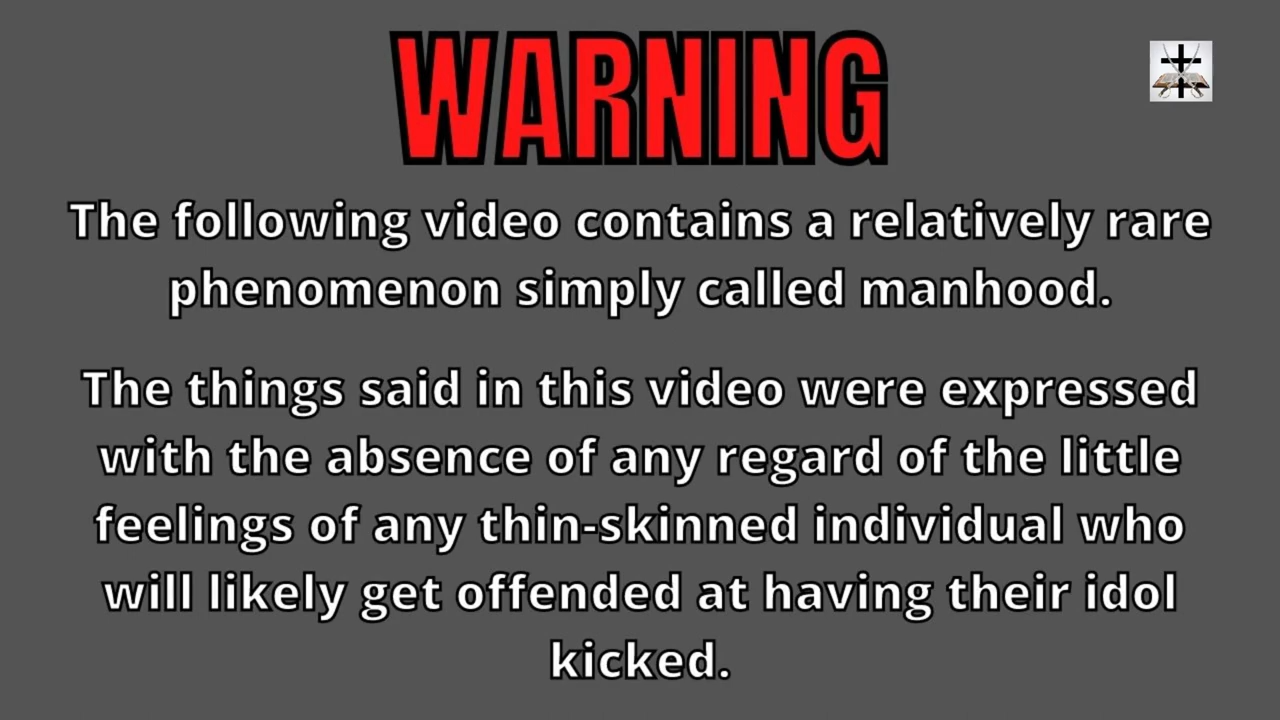 WARNING
The following video contains a relatively rare
phenomenon simply called manhood.
The things said in this video were expressed
with the absence of any regard of the little
feelings of any thin-skinned individual who
will likely get offended at having their idol
kicked.